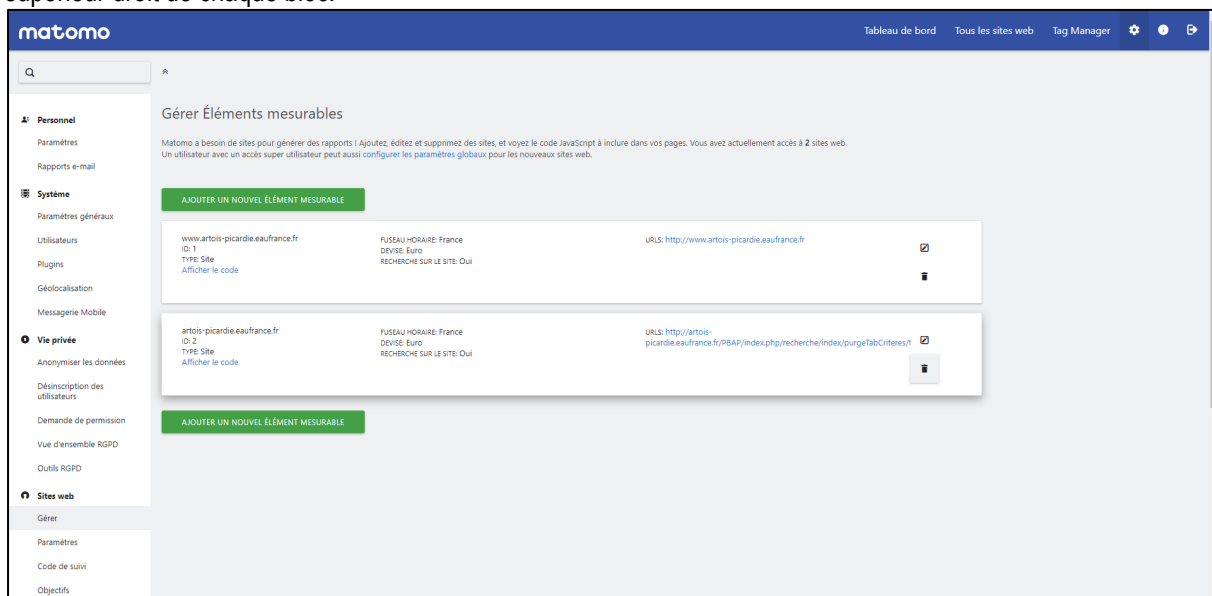 supérieur droit de chaque bloc.
matomo
Tableau de bord
Tous les sites web
Tag Manager
Personnel
Paramètres
Rapports e-mail
Système
Paramètres généraux
Utilisateurs
Plugins
Géolocalisation
Messagerie Mobile
Vie privée
Anonymiser les données
Désinscription des
utilisateurs
Demande de permission
Vue d'ensemble RGPD
Outils RGPD
Sites web
Gérer
Paramètres
Code de suivi
Objectifs
Gérer Éléments mesurables
Matomo a besoin de sites pour générer des rapports ! Ajoutez, éditez et supprimez des sites, et voyez le code JavaScript à inclure dans vos pages. Vous avez actuellement accès à 2 sites web.
Un utilisateur avec un accès super utilisateur peut aussi configurer les paramètres globaux pour les nouveaux sites web.
AJOUTER UN NOUVEL ÉLÉMENT MESURABLE
www.artois-picardie.eaufrance.fr
ID: 1
TYPE: Site
Afficher le code
FUSEAU HORAIRE: France
DEVISE: Euro
RECHERCHE SUR LE SITE: Oui
URLS: http://www.artois-picardie.eaufrance.fr
artois-picardie.eaufrance.fr
ID: 2
TYPE: Site
Afficher le code
FUSEAU HORAIRE: France
DEVISE: Euro
RECHERCHE SUR LE SITE: Oui
URLS: http://artois-
picardie.eaufrance.fr/PBAP/index.php/recherche/index/purgeTabCriteres/
AJOUTER UN NOUVEL ÉLÉMENT MESURABLE